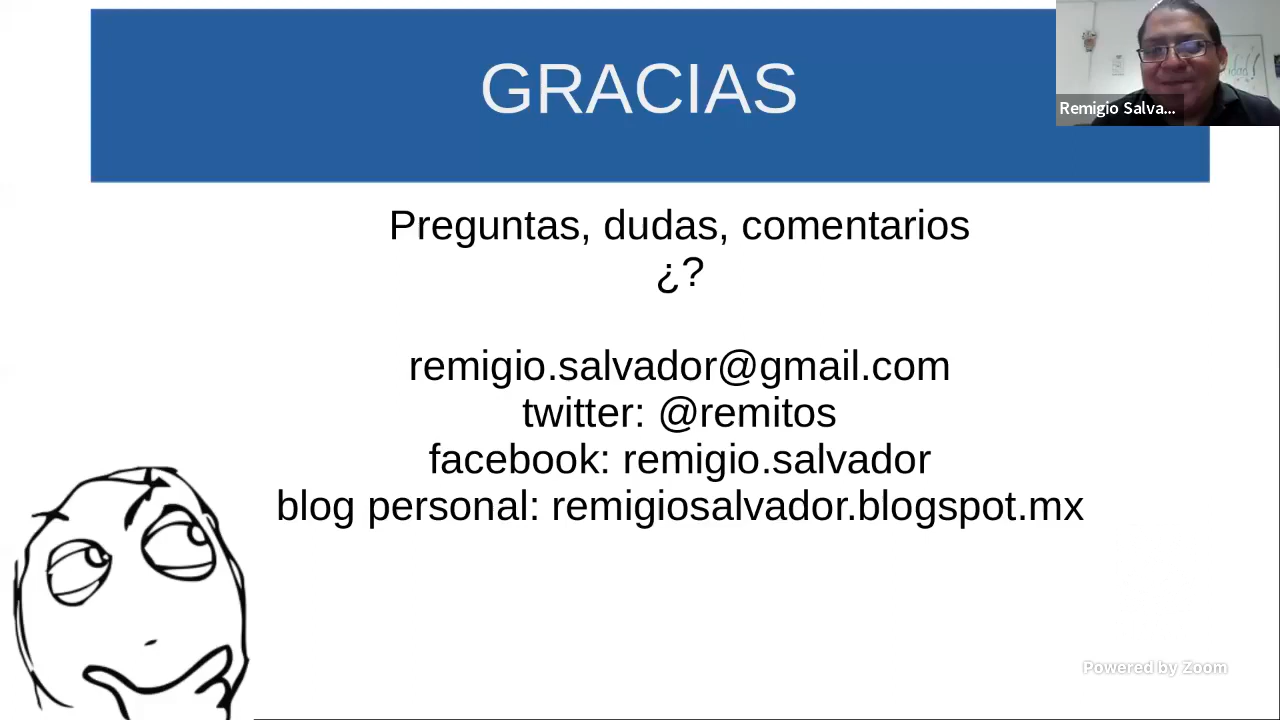 GRACIAS
Remigio Salva...
Preguntas, dudas, comentarios
¿?
remigio.salvador@gmail.com
twitter: @remitos
facebook: remigio.salvador
blog personal: remigiosalvador.blogspot.mx
Powered by Zoom